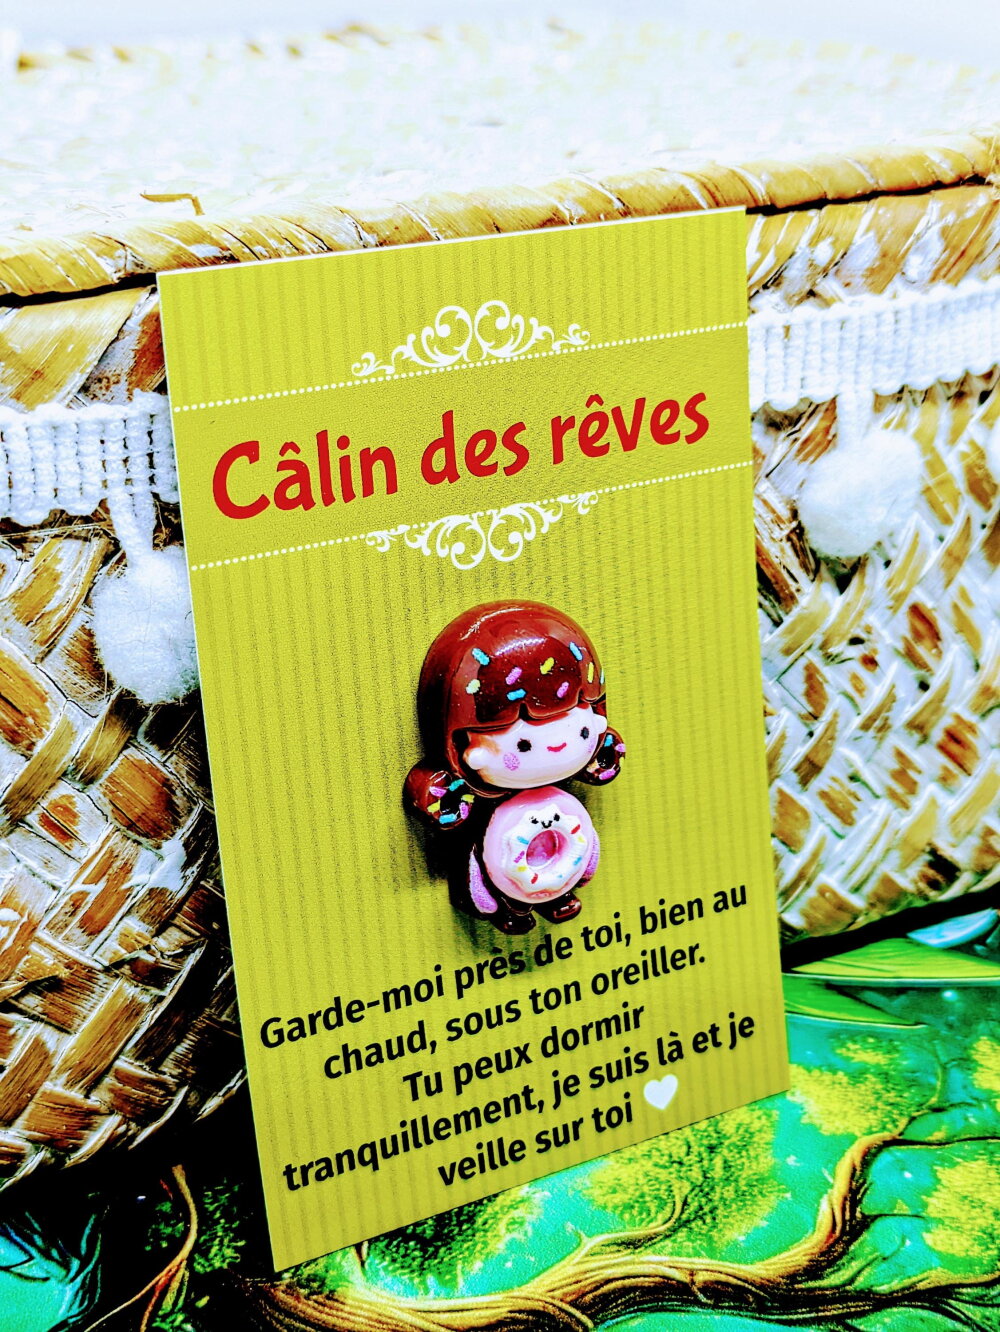 Câlin des rêves
Garde-moi près de toi, bien au
chaud, sous ton oreiller.
Tu peux dormir
tranquillement, je suis là et je
veille sur toi